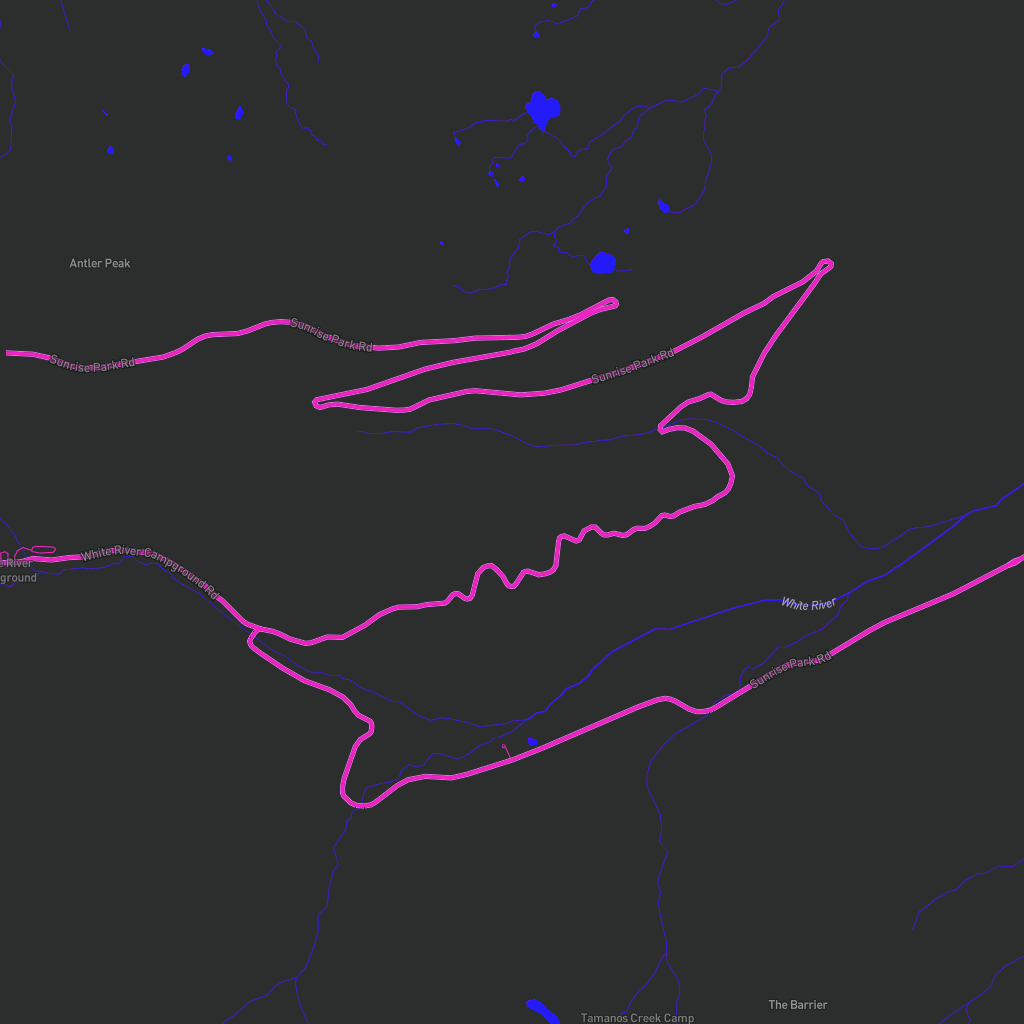 Antler Peak
Sunrise Park Rd
Sunrise Park Rd
Sunrise Park Rd
White River Campground Rd
River
ground
White River
Sunrise Park Rd
The Barrier
Tamanos Creek Camp